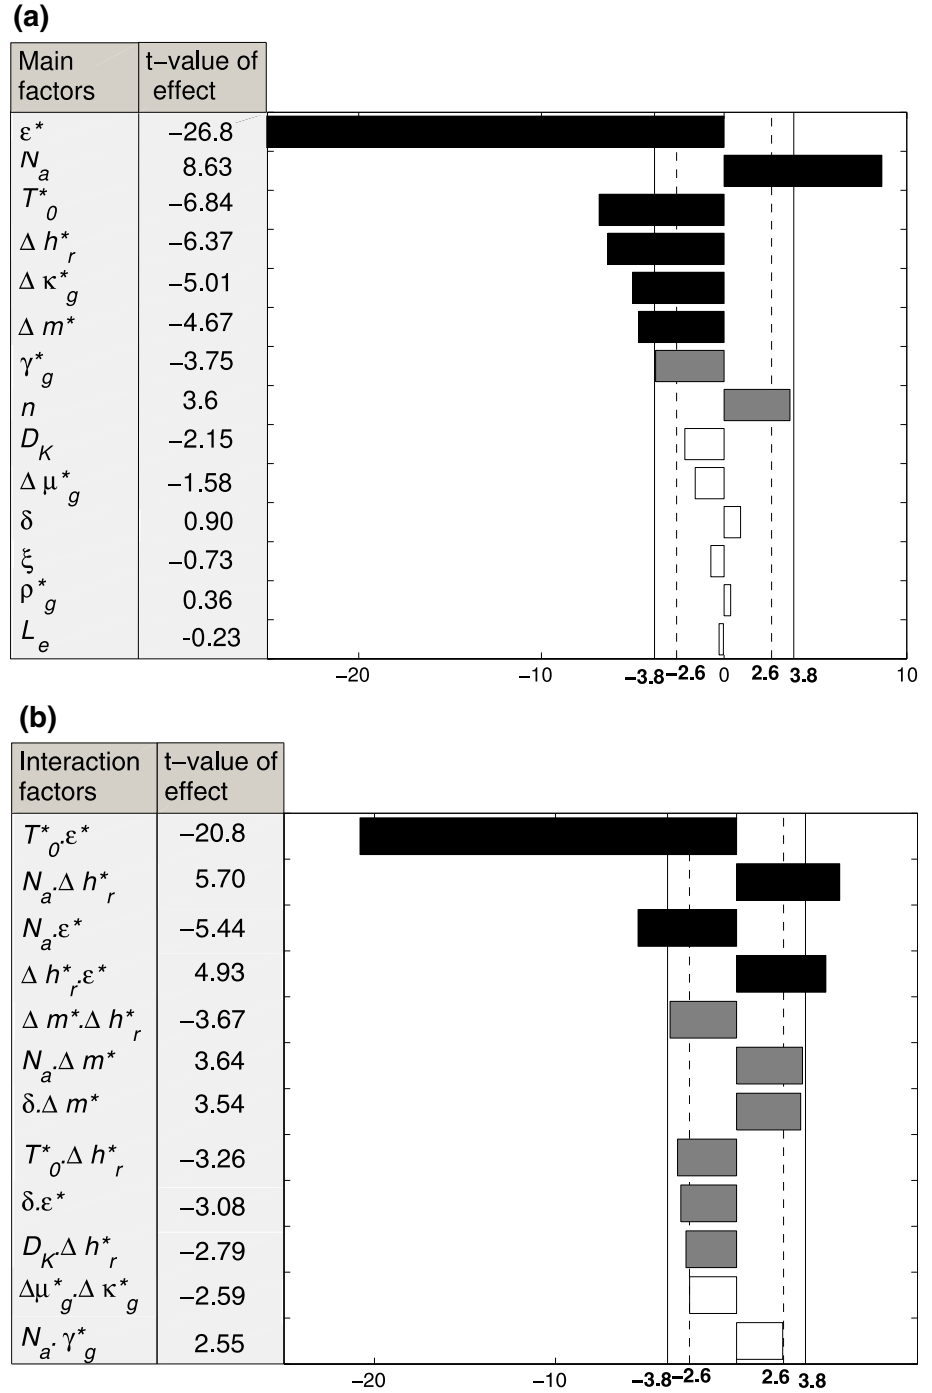 (a)
Main factors t−value of effect
ε* −26.8
N_a 8.63
T*_0 −6.84
Δ h*_r −6.37
Δ κ*_g −5.01
Δ m* −4.67
γ*_g −3.75
n 3.6
D_K −2.15
Δ μ*_g −1.58
δ 0.90
ξ −0.73
ρ*_g 0.36
L_e -0.23
−20 −10 −3.8 −2.6 0 2.6 3.8 10
(b)
Interaction factors t−value of effect
T*_0.ε* −20.8
N_a.Δ h*_r 5.70
N_a.ε* −5.44
Δ h*_r.ε* 4.93
Δ m*.Δ h*_r −3.67
N_a.Δ m* 3.64
δ.Δ m* 3.54
T*_0.Δ h*_r −3.26
δ.ε* −3.08
D_K.Δ h*_r −2.79
Δμ*_g.Δ κ*_g −2.59
N_a. γ*_g 2.55
−20 −10 −3.8 −2.6 2.6 3.8